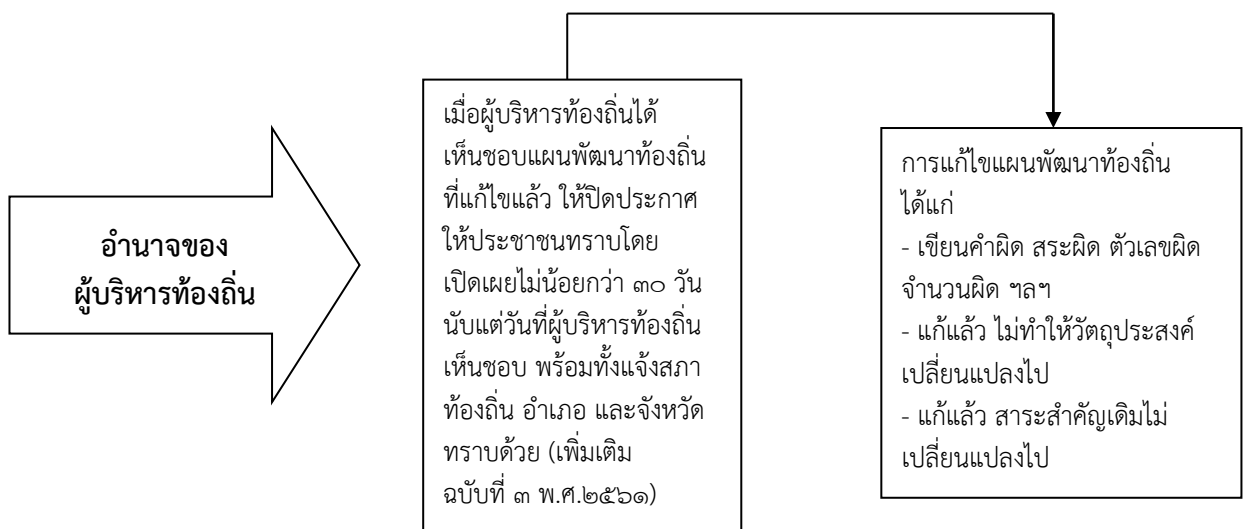 อำนาจของ
ผู้บริหารท้องถิ่น
เมื่อผู้บริหารท้องถิ่นได้
เห็นชอบแผนพัฒนาท้องถิ่น
ที่แก้ไขแล้ว ให้ปิดประกาศ
ให้ประชาชนทราบโดย
เปิดเผยไม่น้อยกว่า ๓๐ วัน
นับแต่วันที่ผู้บริหารท้องถิ่น
เห็นชอบ พร้อมทั้งแจ้งสภา
ท้องถิ่น อำเภอ และจังหวัด
ทราบด้วย (เพิ่มเติม
ฉบับที่ ๓ พ.ศ.๒๕๖๑)
การแก้ไขแผนพัฒนาท้องถิ่น
ได้แก่
- เขียนคำผิด สระผิด ตัวเลขผิด
จำนวนผิด ฯลฯ
- แก้แล้ว ไม่ทำให้วัตถุประสงค์
เปลี่ยนแปลงไป
- แก้แล้ว สาระสำคัญเดิมไม่
เปลี่ยนแปลงไป